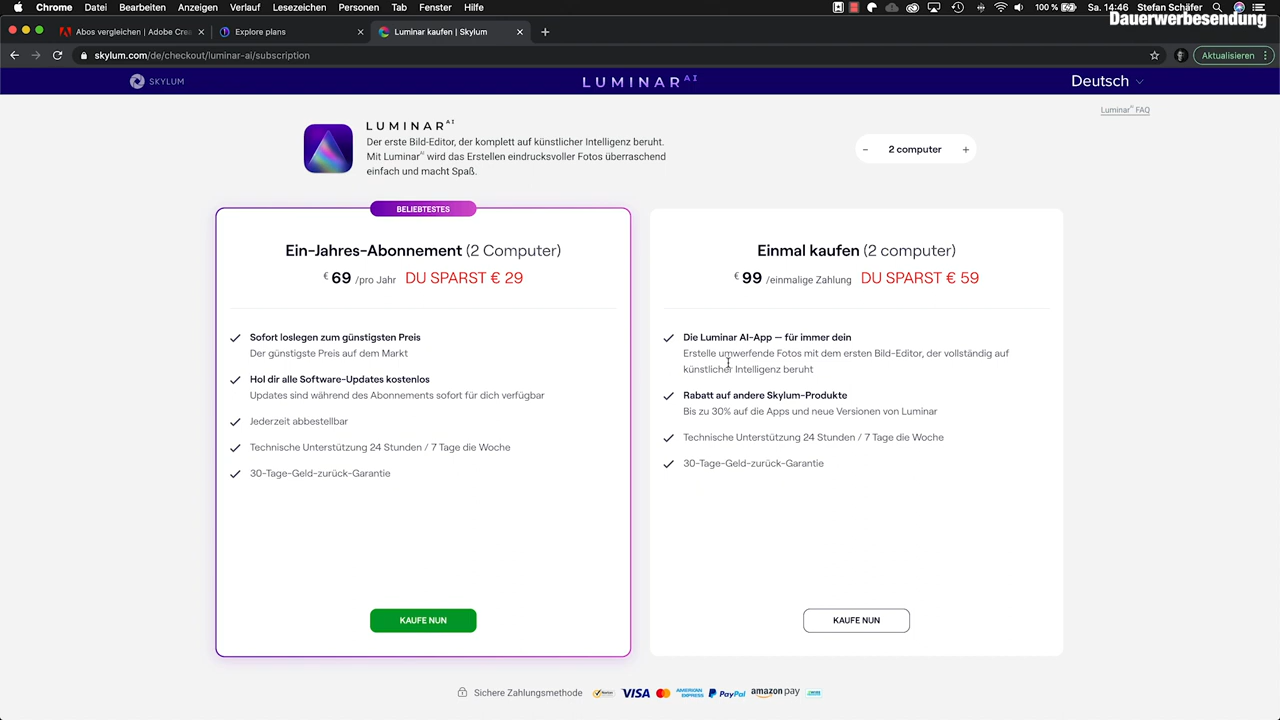 Chrome Datei Bearbeiten Anzeigen Verlauf Lesezeichen Personen Tab Fenster Hilfe 100 % Sa. 14:46 Stefan Schäfer
Dauerwerbesendung
Abos vergleichen | Adobe Crea × Explore plans × Luminar kaufen | Skylum × +
skylum.com/de/checkout/luminar-ai/subscription Aktualisieren
SKYLUM LUMINAR AI Deutsch
Luminar AI FAQ
LUMINAR AI
Der erste Bild-Editor, der komplett auf künstlicher Intelligenz beruht.
Mit Luminar AI wird das Erstellen eindrucksvoller Fotos überraschend
einfach und macht Spaß.
− 2 computer +
BELIEBTESTES
Ein-Jahres-Abonnement (2 Computer)
€ 69 /pro Jahr DU SPARST € 29
Sofort loslegen zum günstigsten Preis
Der günstigste Preis auf dem Markt
Hol dir alle Software-Updates kostenlos
Updates sind während des Abonnements sofort für dich verfügbar
Jederzeit abbestellbar
Technische Unterstützung 24 Stunden / 7 Tage die Woche
30-Tage-Geld-zurück-Garantie
KAUFE NUN
Einmal kaufen (2 computer)
€ 99 /einmalige Zahlung DU SPARST € 59
Die Luminar AI-App — für immer dein
Erstelle umwerfende Fotos mit dem ersten Bild-Editor, der vollständig auf
künstlicher Intelligenz beruht
Rabatt auf andere Skylum-Produkte
Bis zu 30% auf die Apps und neue Versionen von Luminar
Technische Unterstützung 24 Stunden / 7 Tage die Woche
30-Tage-Geld-zurück-Garantie
KAUFE NUN
Sichere Zahlungsmethode Norton VISA AMERICAN EXPRESS PayPal amazon pay